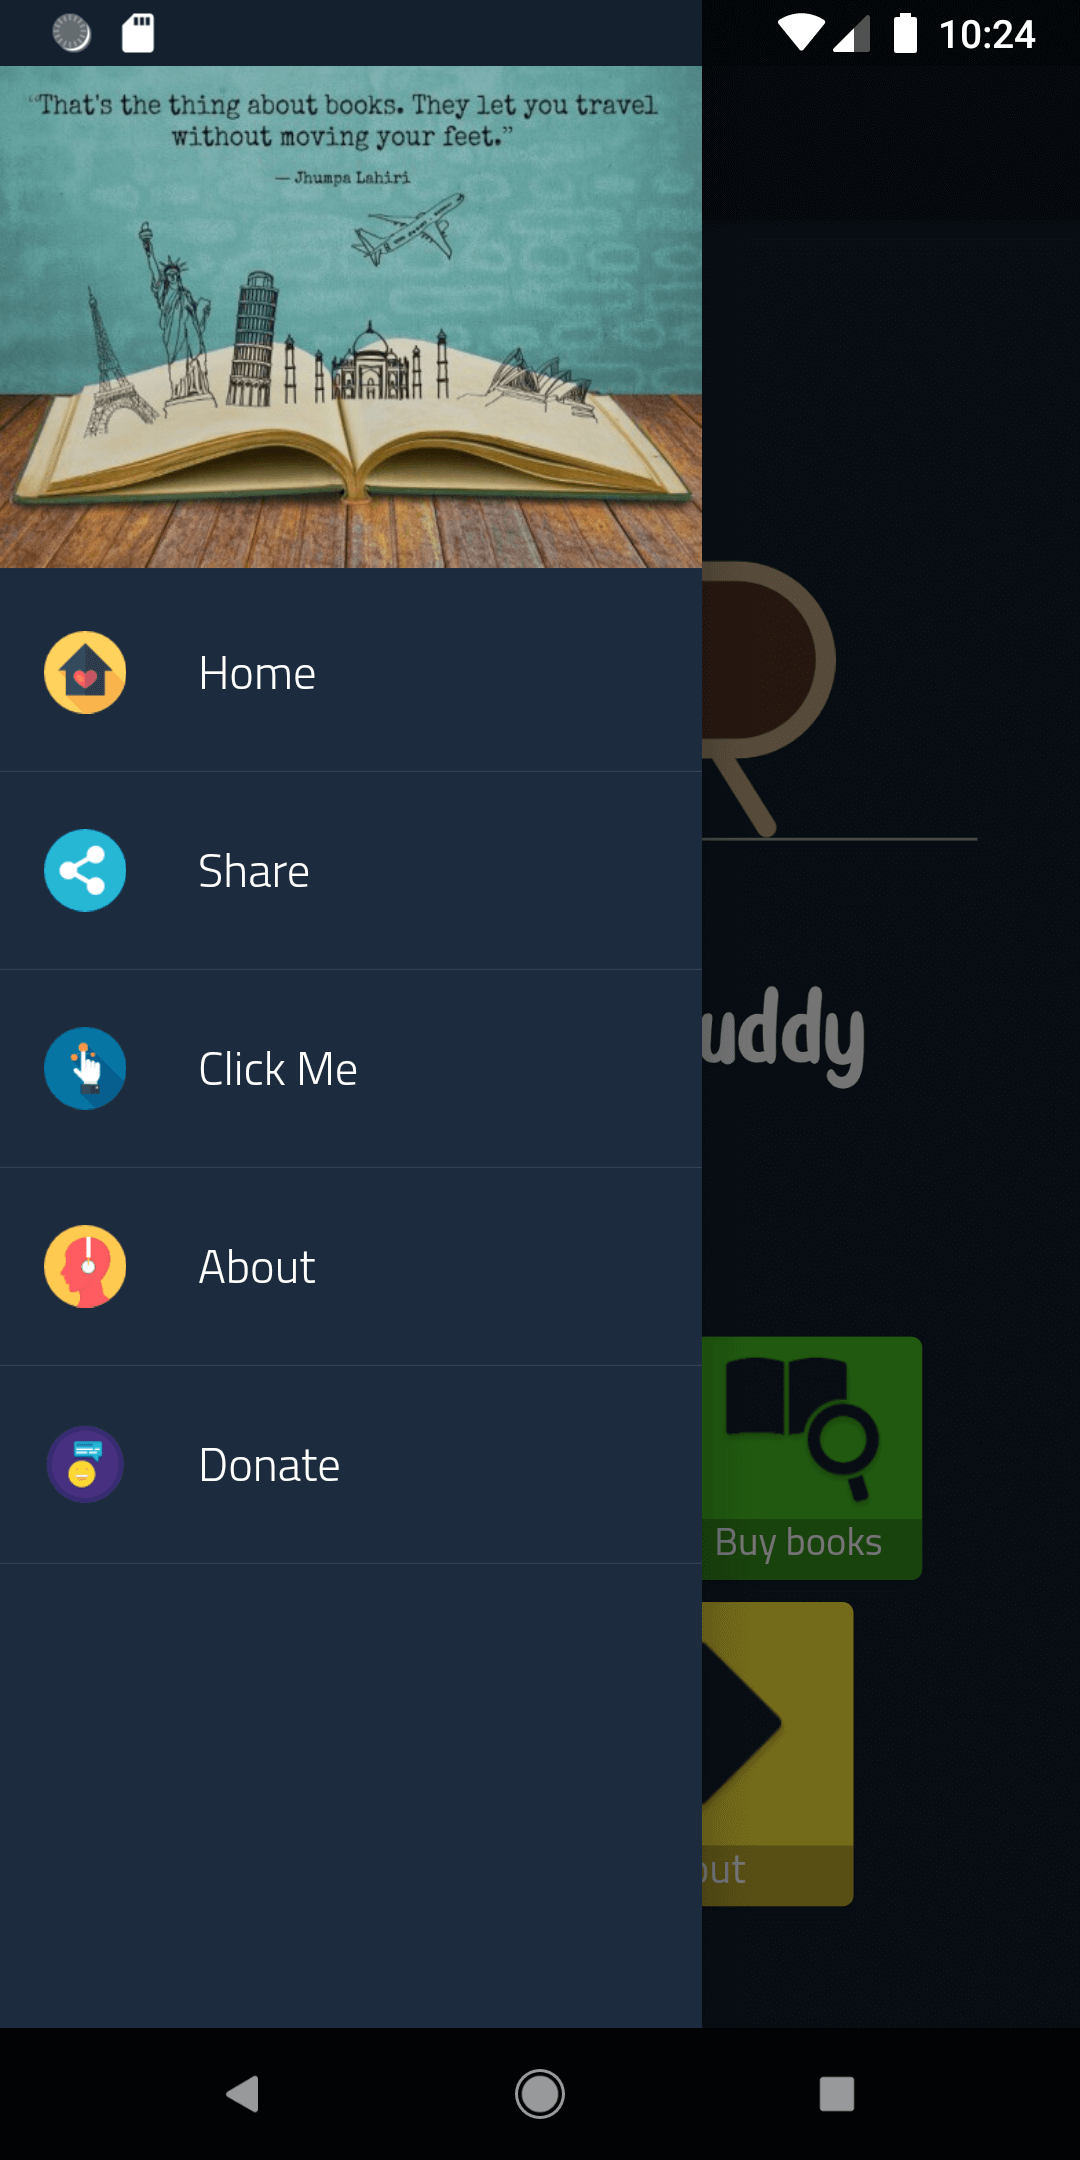 10:24
“That's the thing about books. They let you travel
without moving your feet.”
— Jhumpa Lahiri
Home
Share
uddy
Click Me
About
Donate
Buy books
out